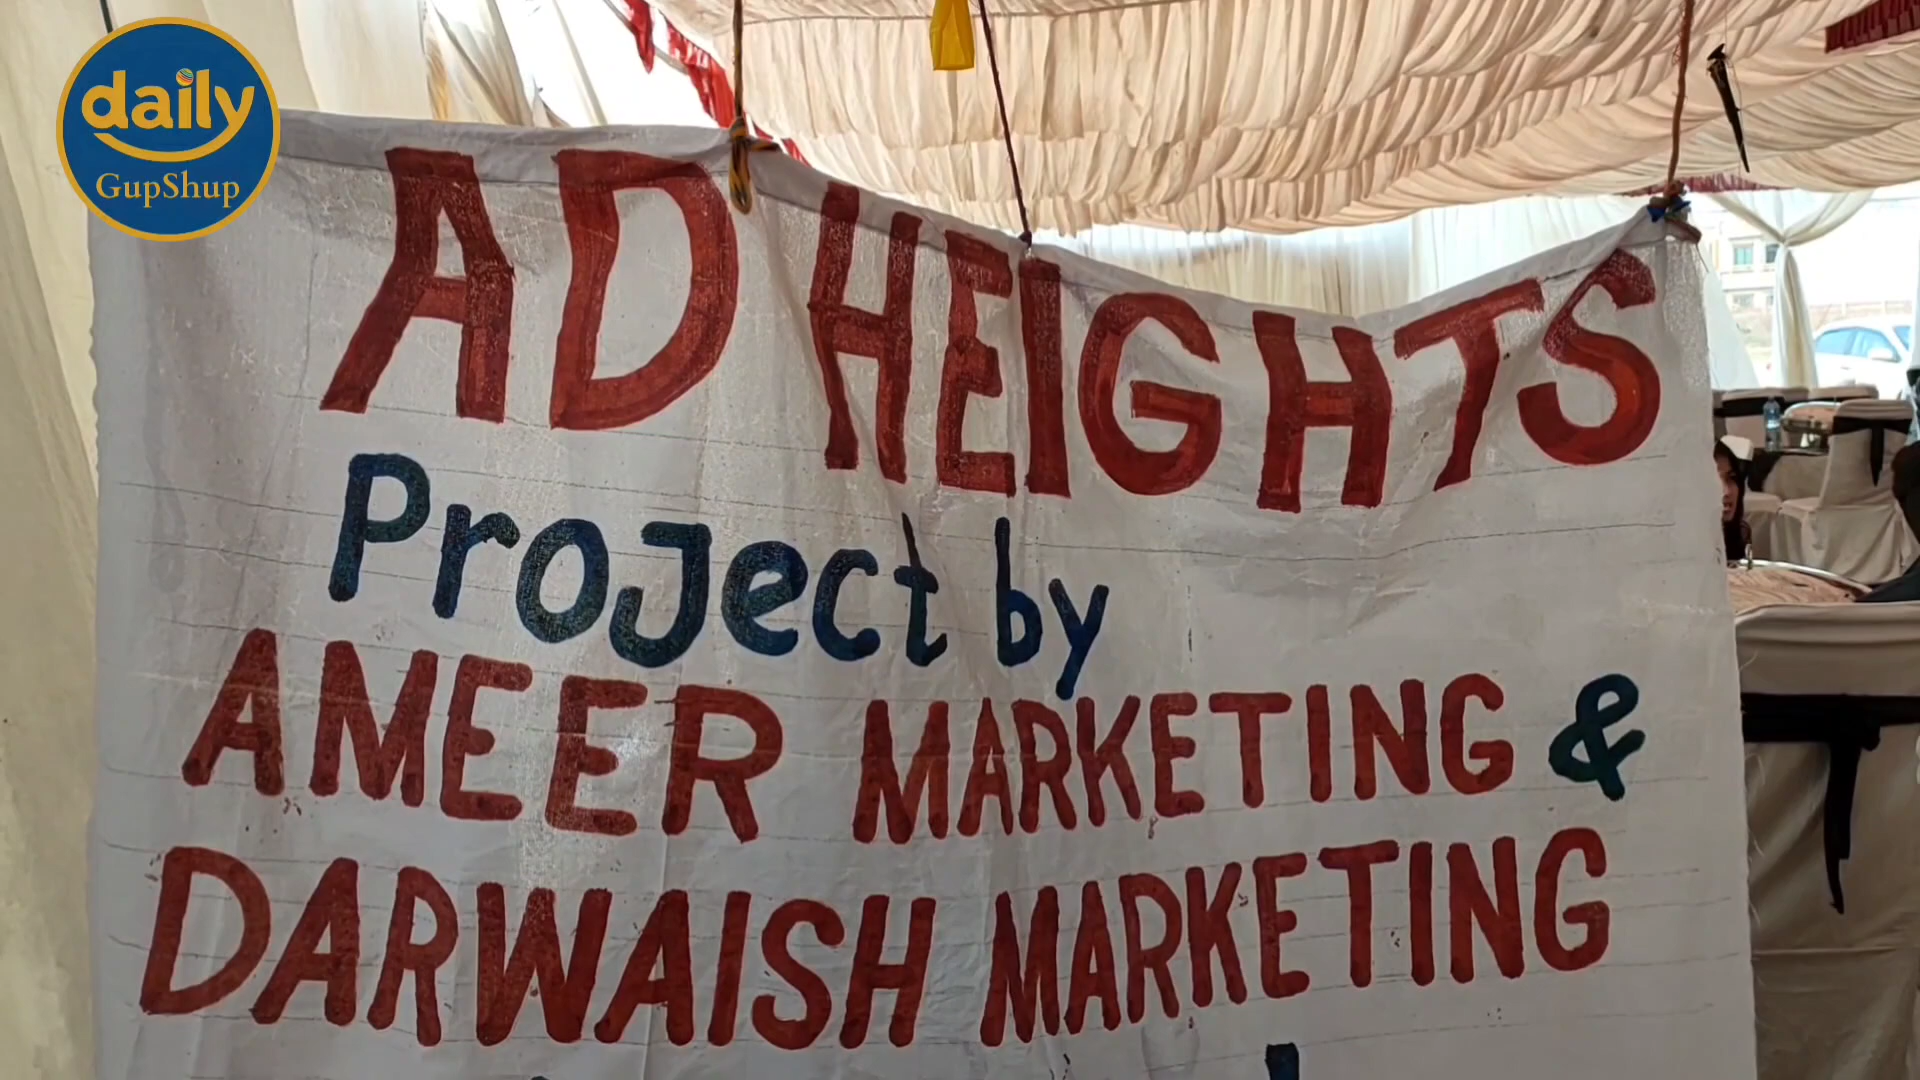 daily
GupShup
AD HEIGHTS
Project by
AMEER MARKETING &
DARWAISH MARKETING